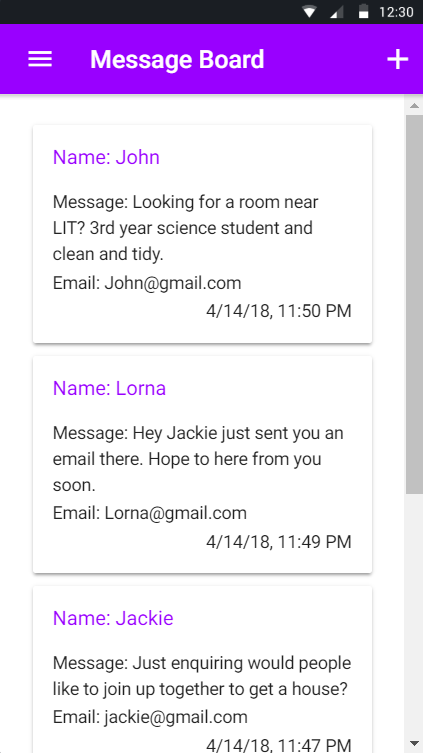 12:30
Message Board
Name: John
Message: Looking for a room near
LIT? 3rd year science student and
clean and tidy.
Email: John@gmail.com
4/14/18, 11:50 PM
Name: Lorna
Message: Hey Jackie just sent you an
email there. Hope to here from you
soon.
Email: Lorna@gmail.com
4/14/18, 11:49 PM
Name: Jackie
Message: Just enquiring would people
like to join up together to get a house?
Email: jackie@gmail.com
4/14/18, 11:47 PM